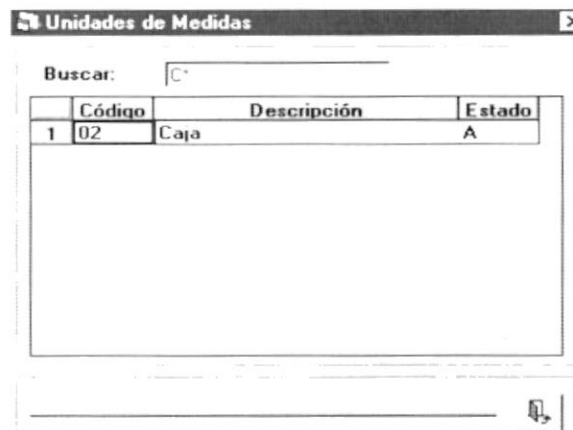 Unidades de Medidas
Buscar: C*
Código Descripción Estado
1 02 Caja A